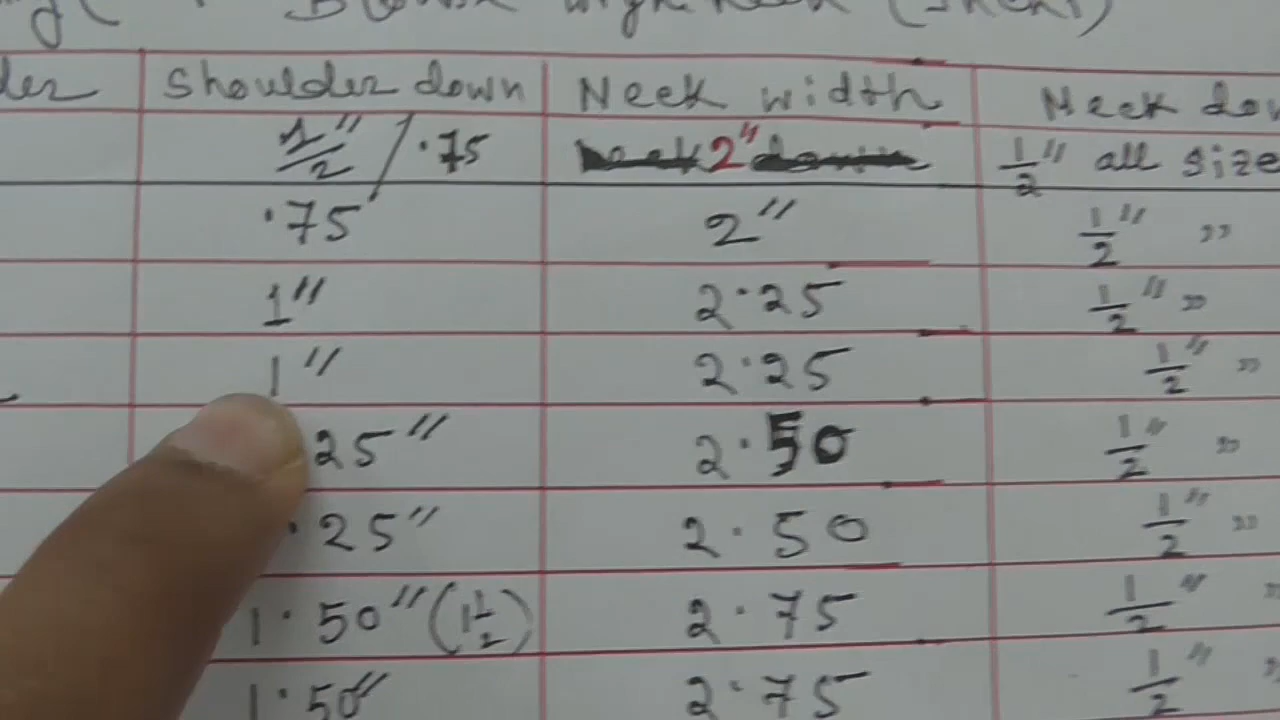 der Shoulder down Neck width Neck dow
1/2" / .75 2" 1/2" all size
.75 2" 1/2" "
1" 2.25 1/2" "
1" 2.25 1/2" "
25" 2.50 1/2" "
.25" 2.50 1/2" "
1.50" (1 1/2) 2.75 1/2" "
1.50" 2.75 1/2" "